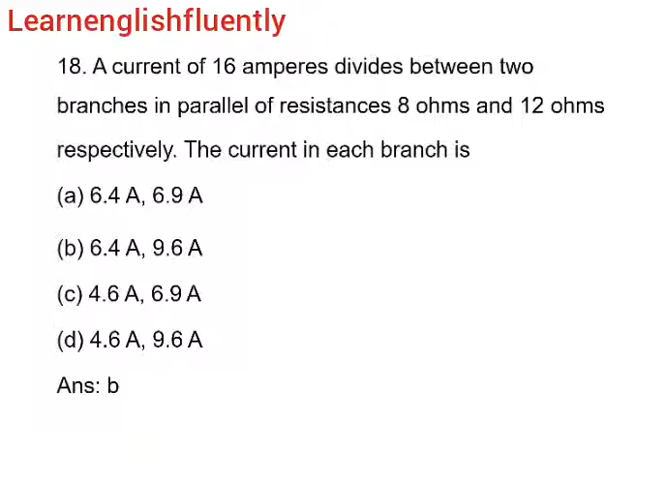 Learnenglishfluently
18. A current of 16 amperes divides between two
branches in parallel of resistances 8 ohms and 12 ohms
respectively. The current in each branch is
(a) 6.4 A, 6.9 A
(b) 6.4 A, 9.6 A
(c) 4.6 A, 6.9 A
(d) 4.6 A, 9.6 A
Ans: b